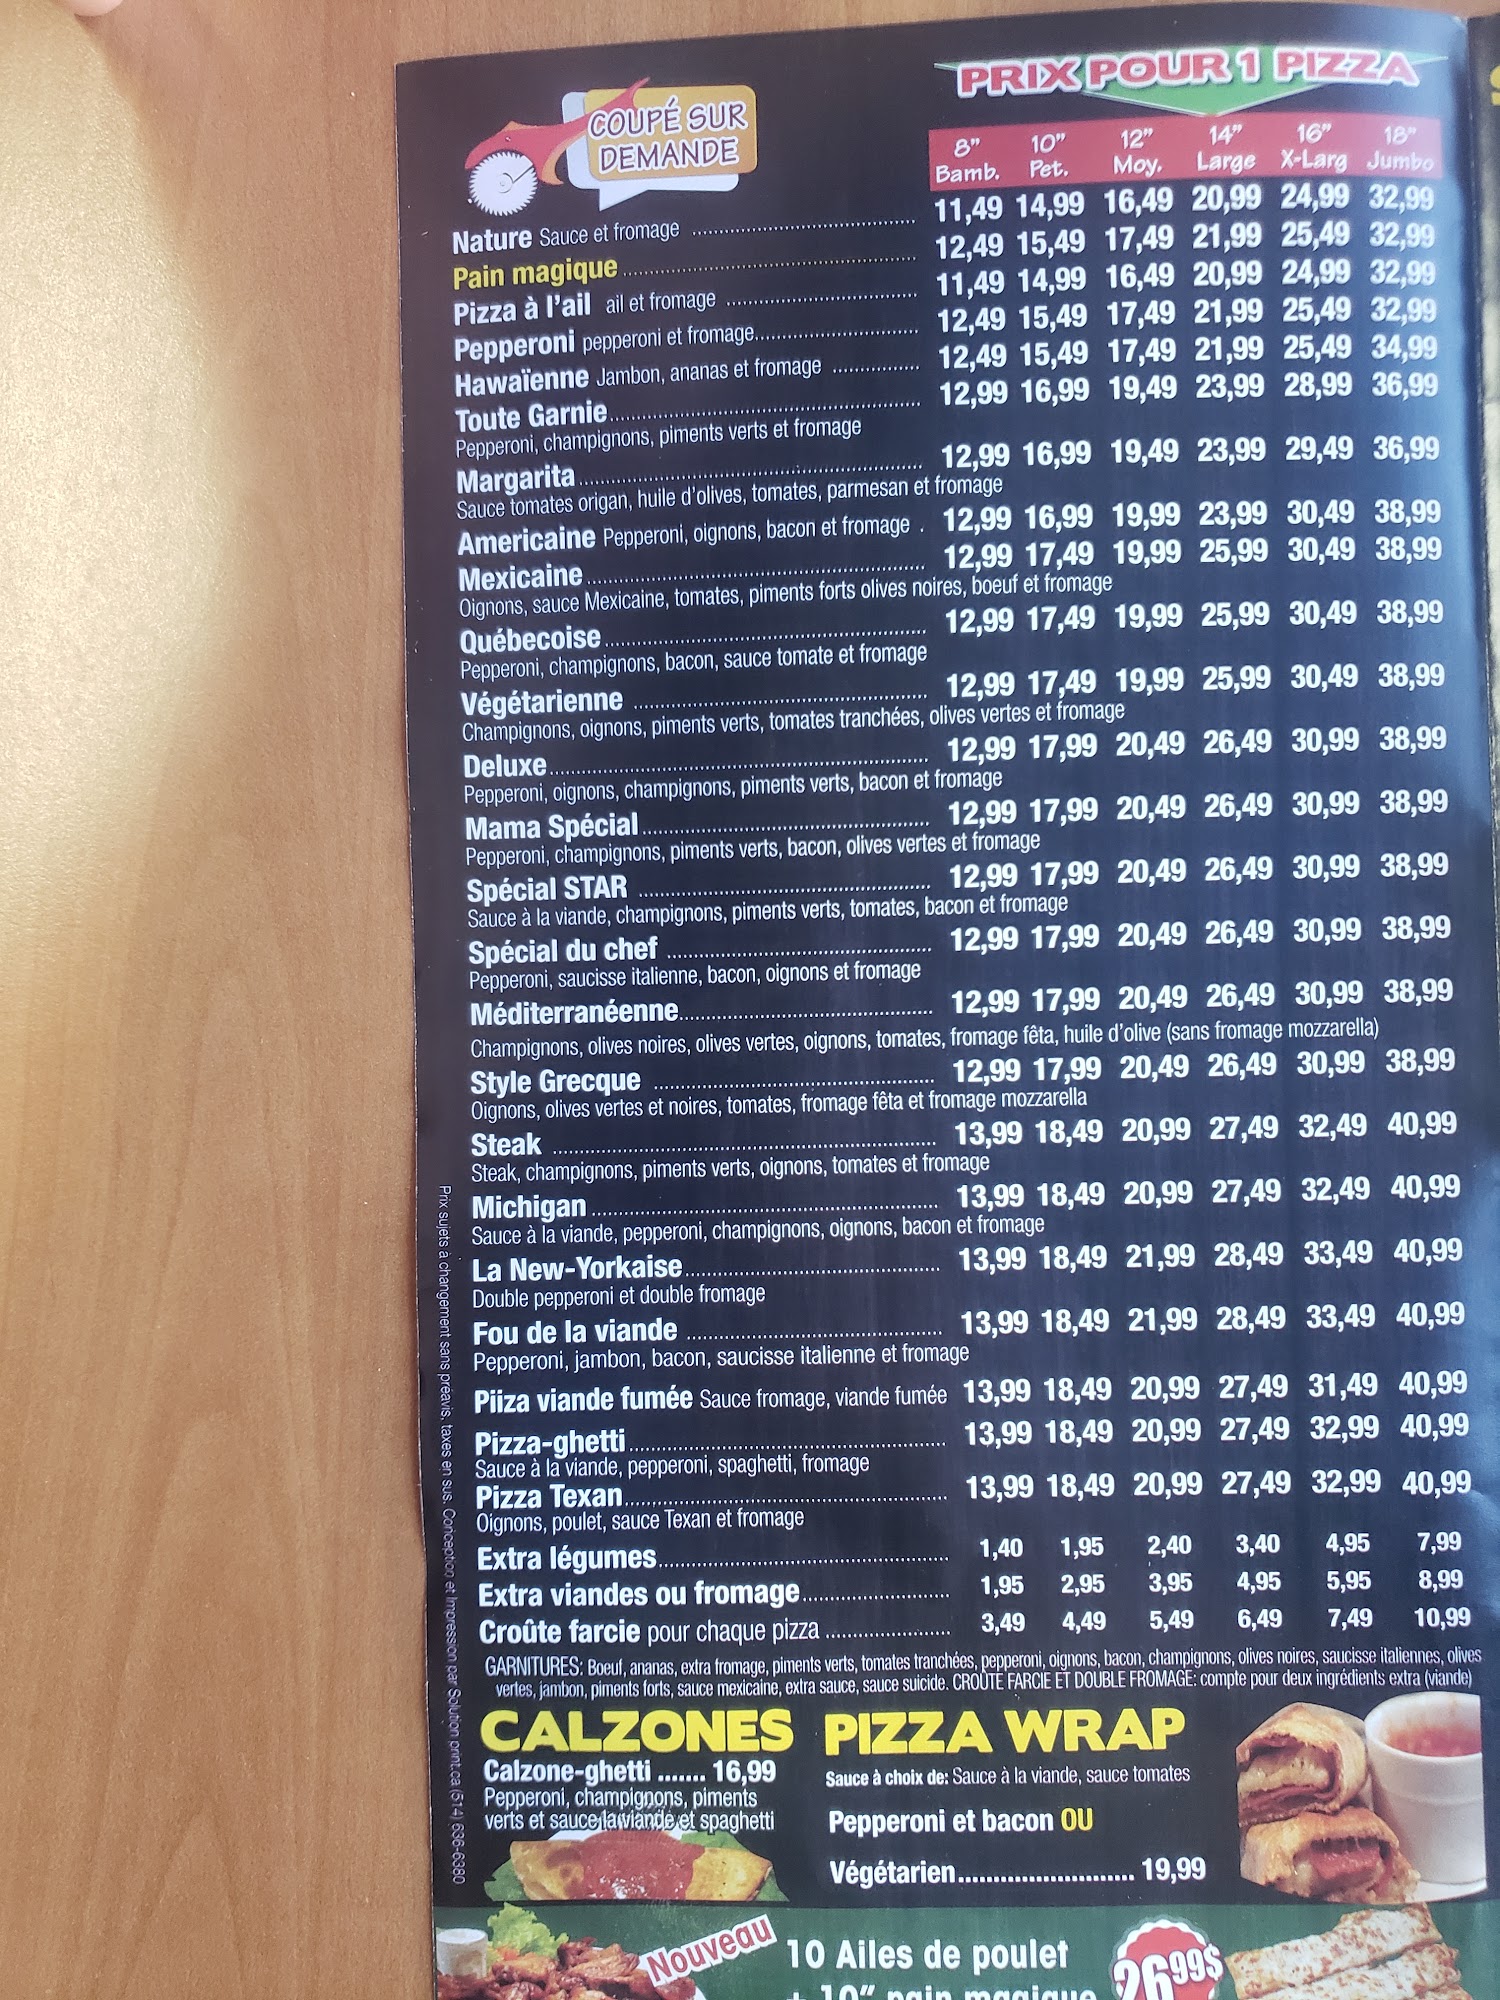 COUPÉ SUR
DEMANDE
PRIX POUR 1 PIZZA
8” 10” 12” 14” 16” 18”
Bamb. Pet. Moy. Large X-Larg Jumbo
Nature Sauce et fromage 11,49 14,99 16,49 20,99 24,99 32,99
Pain magique 12,49 15,49 17,49 21,99 25,49 32,99
Pizza à l'ail ail et fromage 11,49 14,99 16,49 20,99 24,99 32,99
Pepperoni pepperoni et fromage 12,49 15,49 17,49 21,99 25,49 32,99
Hawaïenne Jambon, ananas et fromage 12,49 15,49 17,49 21,99 25,49 34,99
Toute Garnie 12,99 16,99 19,49 23,99 28,99 36,99
Pepperoni, champignons, piments verts et fromage
Margarita 12,99 16,99 19,49 23,99 29,49 36,99
Sauce tomates origan, huile d'olives, tomates, parmesan et fromage
Americaine Pepperoni, oignons, bacon et fromage 12,99 16,99 19,99 23,99 30,49 38,99
Mexicaine 12,99 17,49 19,99 25,99 30,49 38,99
Oignons, sauce Mexicaine, tomates, piments forts olives noires, boeuf et fromage
Québecoise 12,99 17,49 19,99 25,99 30,49 38,99
Pepperoni, champignons, bacon, sauce tomate et fromage
Végétarienne 12,99 17,49 19,99 25,99 30,49 38,99
Champignons, oignons, piments verts, tomates tranchées, olives vertes et fromage
Deluxe 12,99 17,99 20,49 26,49 30,99 38,99
Pepperoni, oignons, champignons, piments verts, bacon et fromage
Mama Spécial 12,99 17,99 20,49 26,49 30,99 38,99
Pepperoni, champignons, piments verts, bacon, olives vertes et fromage
Spécial STAR 12,99 17,99 20,49 26,49 30,99 38,99
Sauce à la viande, champignons, piments verts, tomates, bacon et fromage
Spécial du chef 12,99 17,99 20,49 26,49 30,99 38,99
Pepperoni, saucisse italienne, bacon, oignons et fromage
Méditerranéenne 12,99 17,99 20,49 26,49 30,99 38,99
Champignons, olives noires, olives vertes, oignons, tomates, fromage fêta, huile d'olive (sans fromage mozzarella)
Style Grecque 12,99 17,99 20,49 26,49 30,99 38,99
Oignons, olives vertes et noires, tomates, fromage fêta et fromage mozzarella
Steak 13,99 18,49 20,99 27,49 32,49 40,99
Steak, champignons, piments verts, oignons, tomates et fromage
Michigan 13,99 18,49 20,99 27,49 32,49 40,99
Sauce à la viande, pepperoni, champignons, oignons, bacon et fromage
La New-Yorkaise 13,99 18,49 21,99 28,49 33,49 40,99
Double pepperoni et double fromage
Fou de la viande 13,99 18,49 21,99 28,49 33,49 40,99
Pepperoni, jambon, bacon, saucisse italienne et fromage
Piiza viande fumée Sauce fromage, viande fumée 13,99 18,49 20,99 27,49 31,49 40,99
Pizza-ghetti 13,99 18,49 20,99 27,49 32,99 40,99
Sauce à la viande, pepperoni, spaghetti, fromage
Pizza Texan 13,99 18,49 20,99 27,49 32,99 40,99
Oignons, poulet, sauce Texan et fromage
Extra légumes 1,40 1,95 2,40 3,40 4,95 7,99
Extra viandes ou fromage 1,95 2,95 3,95 4,95 5,95 8,99
Croûte farcie pour chaque pizza 3,49 4,49 5,49 6,49 7,49 10,99
GARNITURES: Boeuf, ananas, extra fromage, piments verts, tomates tranchées, pepperoni, oignons, bacon, champignons, olives noires, saucisse italiennes, olives
vertes, jambon, piments forts, sauce mexicaine, extra sauce, sauce suicide. CROÛTE FARCIE ET DOUBLE FROMAGE: compte pour deux ingrédients extra (viande)
Prix sujets à changement sans préavis, taxes en sus. Conception et Impression par Solution print.ca (514) 636-6380
CALZONES
Calzone-ghetti 16,99
Pepperoni, champignons, piments
verts et sauce la viande et spaghetti
PIZZA WRAP
Sauce à choix de: Sauce à la viande, sauce tomates
Pepperoni et bacon OU
Végétarien 19,99
Nouveau
10 Ailes de poulet
+ 10” pain magique
26,99$